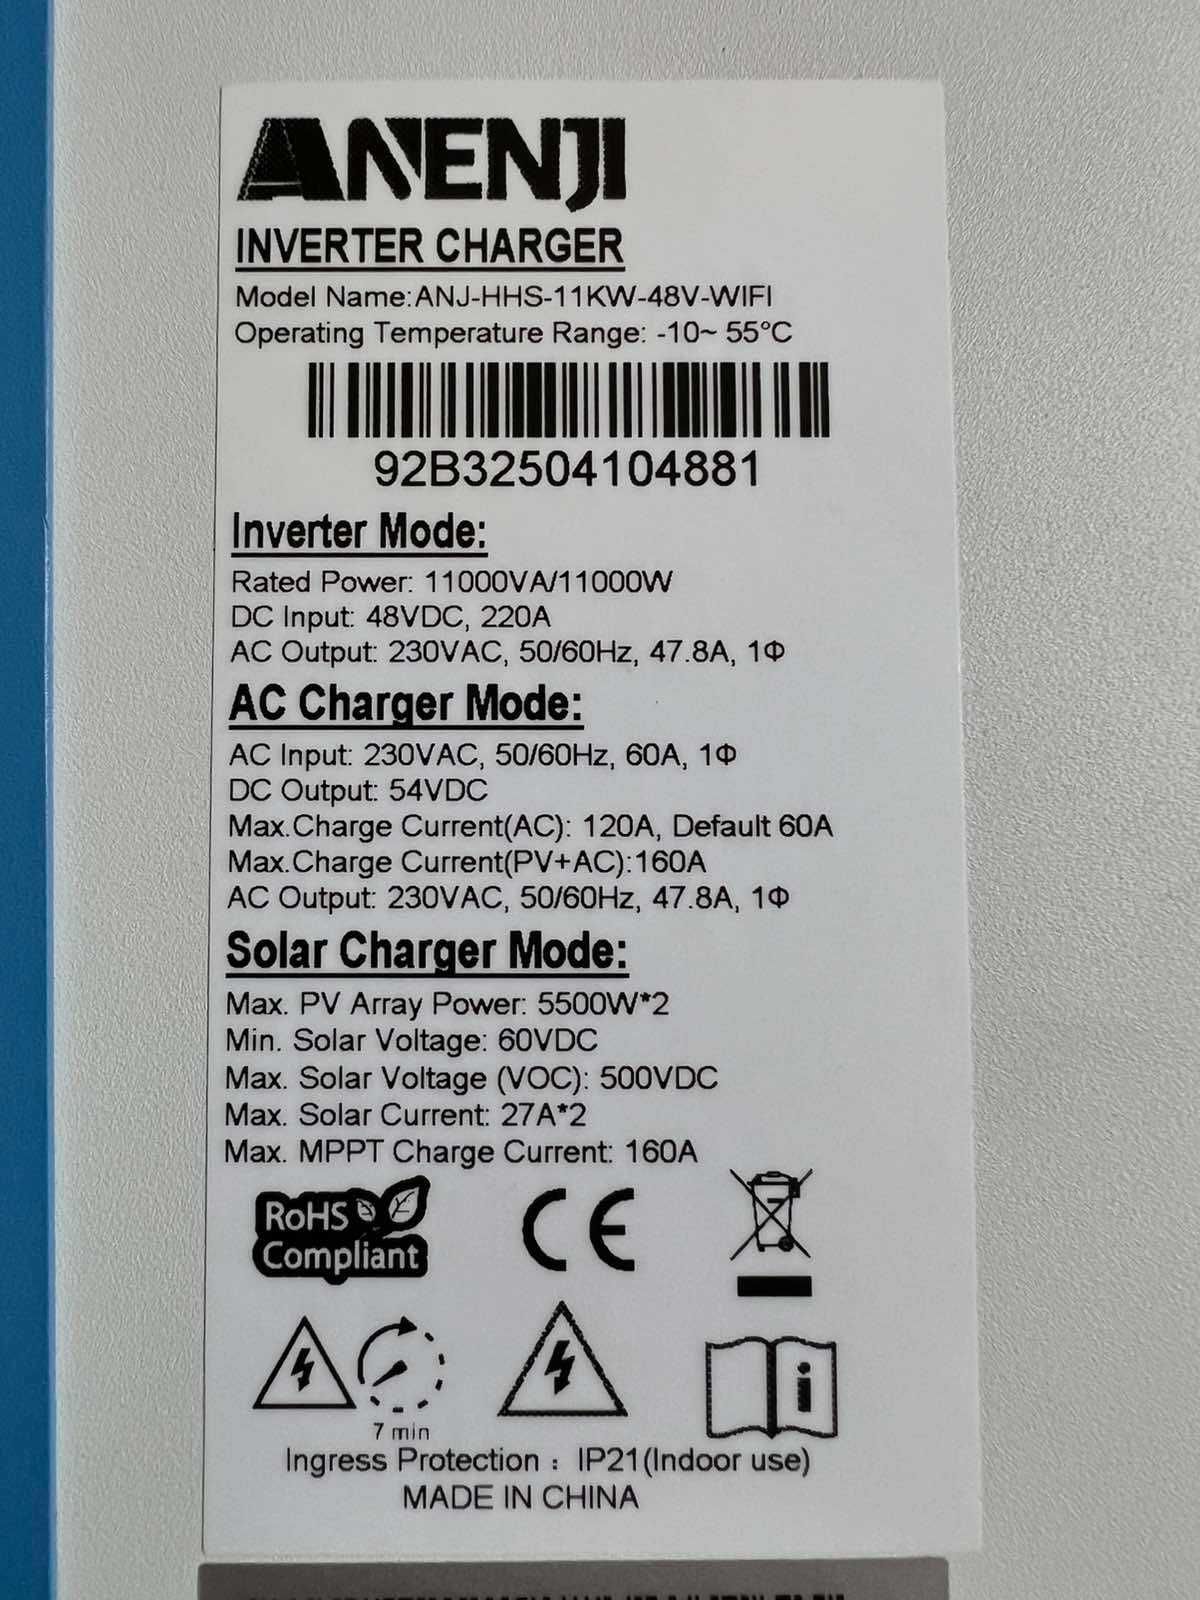 ANENJI
INVERTER CHARGER
Model Name:ANJ-HHS-11KW-48V-WIFI
Operating Temperature Range: -10~ 55°C
92B32504104881
Inverter Mode:
Rated Power: 11000VA/11000W
DC Input: 48VDC, 220A
AC Output: 230VAC, 50/60Hz, 47.8A, 1Φ
AC Charger Mode:
AC Input: 230VAC, 50/60Hz, 60A, 1Φ
DC Output: 54VDC
Max.Charge Current(AC): 120A, Default 60A
Max.Charge Current(PV+AC):160A
AC Output: 230VAC, 50/60Hz, 47.8A, 1Φ
Solar Charger Mode:
Max. PV Array Power: 5500W*2
Min. Solar Voltage: 60VDC
Max. Solar Voltage (VOC): 500VDC
Max. Solar Current: 27A*2
Max. MPPT Charge Current: 160A
RoHS
Compliant
CE
7 min
i
Ingress Protection：IP21(Indoor use)
MADE IN CHINA